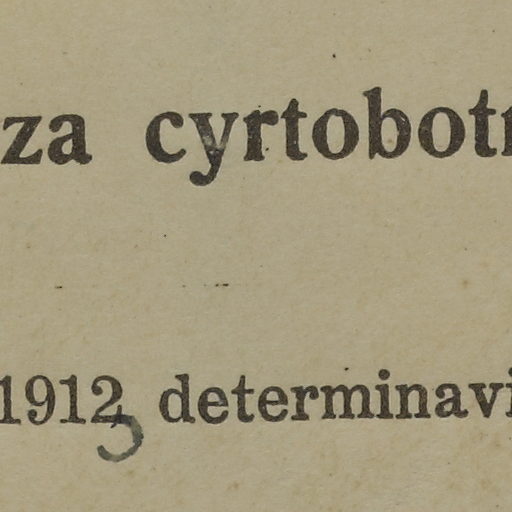 za cyrtobotr
1912 determinavi